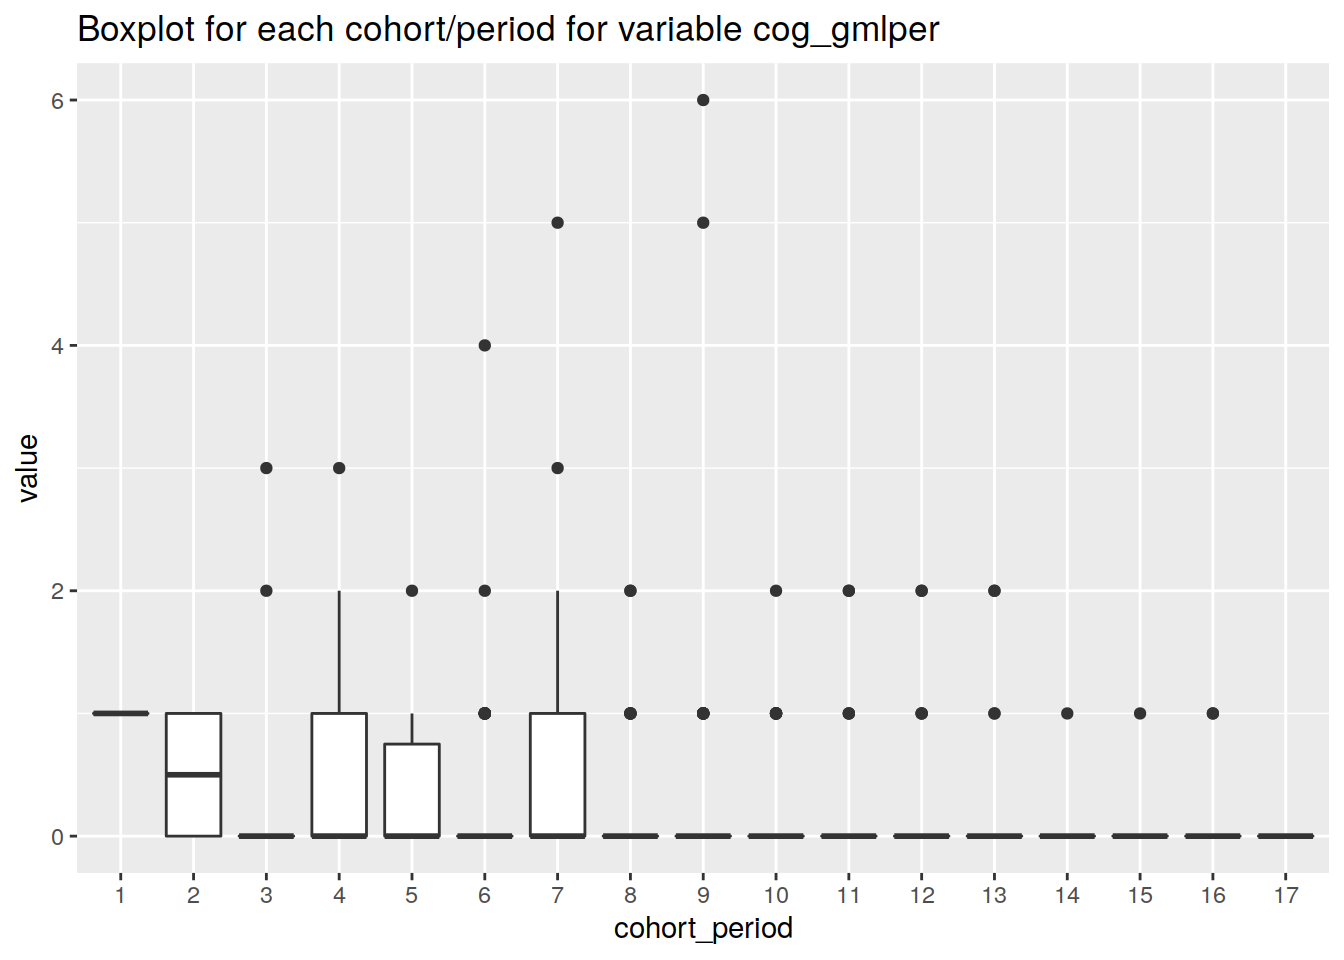 Boxplot for each cohort/period for variable cog_gmlper
6
4
2
0
value
1 2 3 4 5 6 7 8 9 10 11 12 13 14 15 16 17
cohort_period